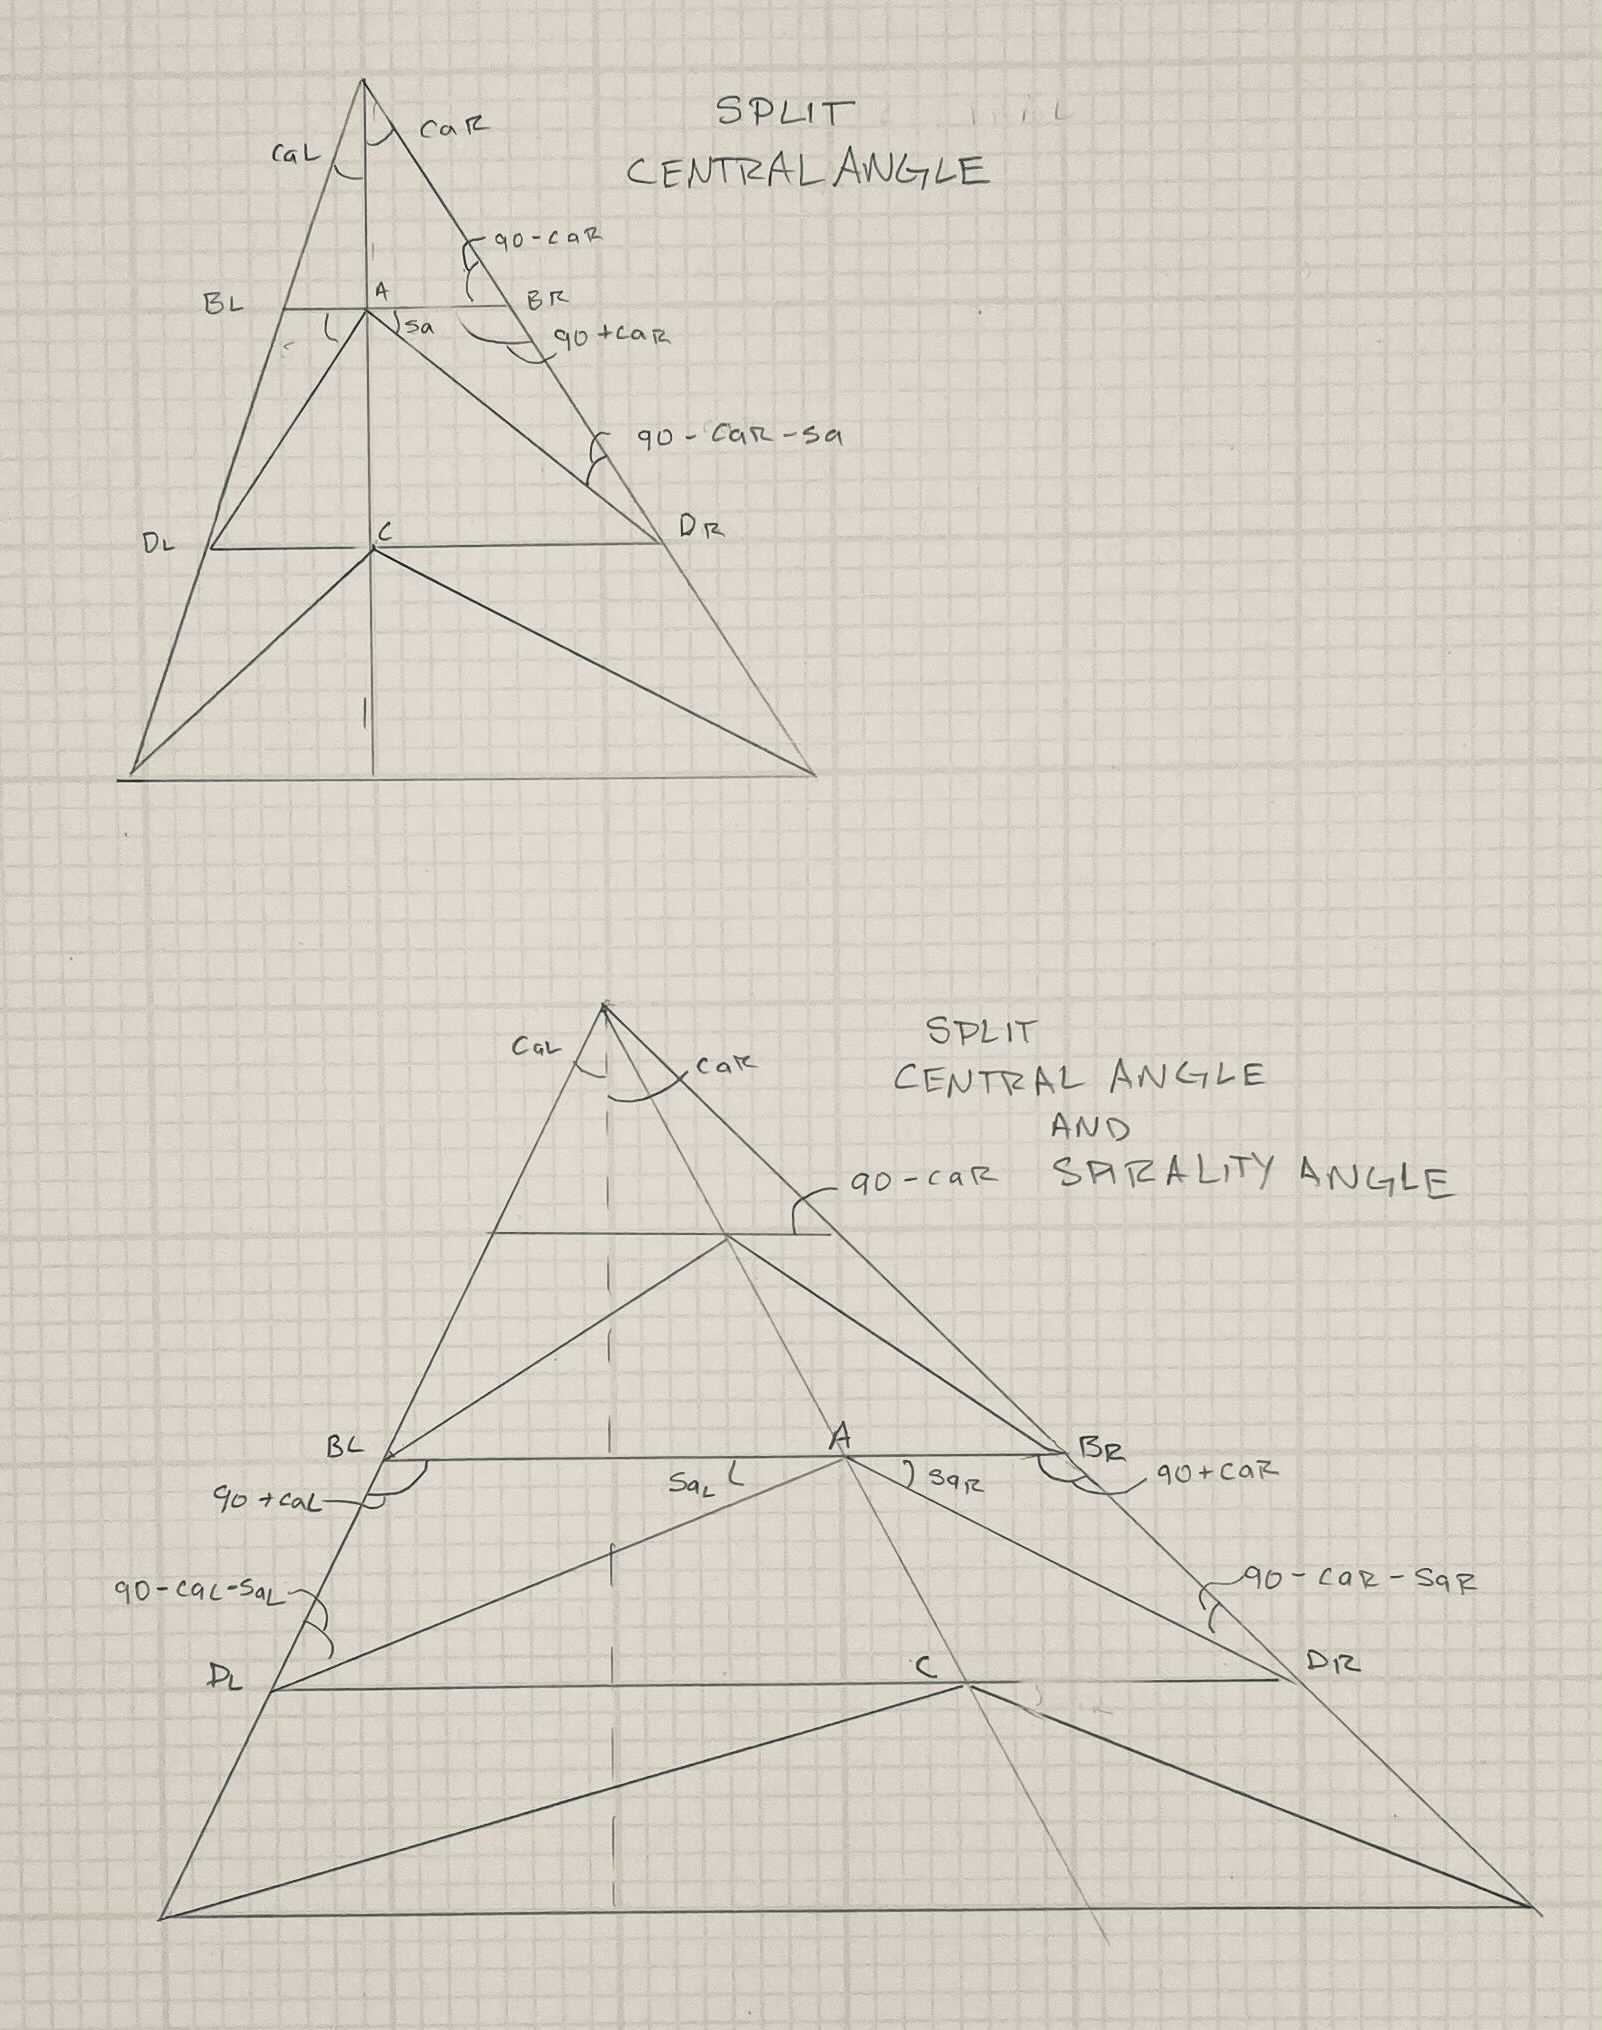 SPLIT
CENTRAL ANGLE
caR
caL
90-caR
A
BL
BR
sa
90+caR
90-caR-sa
DL
C
DR
SPLIT
CENTRAL ANGLE
AND
SPIRALITY ANGLE
caL
caR
90-caR
BL
A
BR
saL
saR
90+caR
90+caL
90-caL-saL
90-caR-saR
DL
C
DR